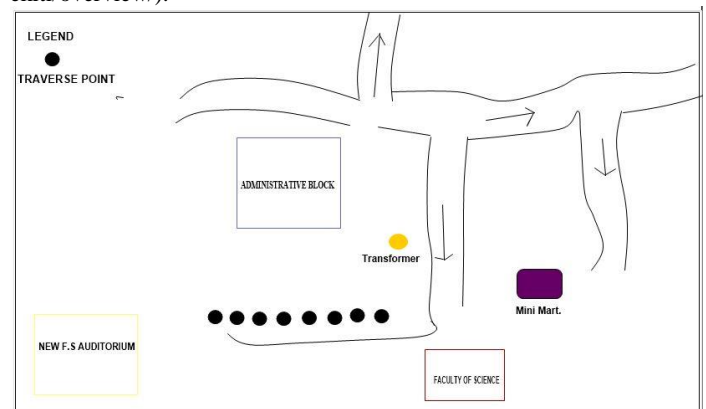 LEGEND
TRAVERSE POINT
ADMINISTRATIVE BLOCK
Transformer
Mini Mart.
NEW F.S AUDITORIUM
FACULTY OF SCIENCE